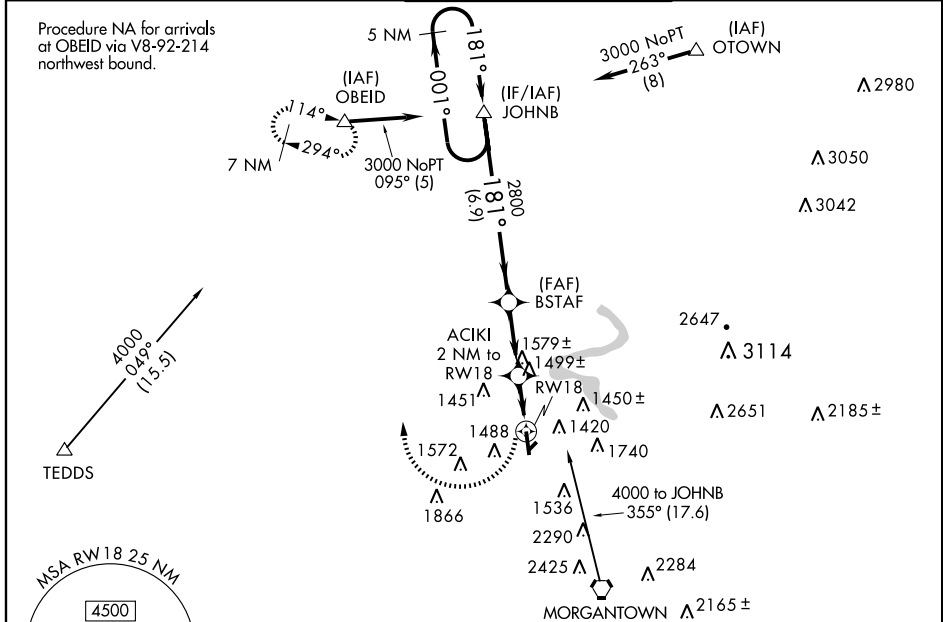 Procedure NA for arrivals
at OBEID via V8-92-214
northwest bound.
5 NM
181°
001°
3000 NoPT
263°
(8)
(IAF)
OTOWN
(IAF)
OBEID
(IF/IAF)
JOHNB
2980
114°
294°
7 NM
3000 NoPT
095° (5)
3050
3042
2800
181°
(6.9)
(FAF)
BSTAF
4000
049°
(15.5)
TEDDS
ACIKI
2 NM to
RW18
1579 ±
1499 ±
2647
3114
RW18
1451
1450 ±
2651
2185 ±
1420
1488
1740
1572
1866
1536
4000 to JOHNB
355° (17.6)
2290
2425
2284
MORGANTOWN
2165 ±
MSA RW18 25 NM
4500